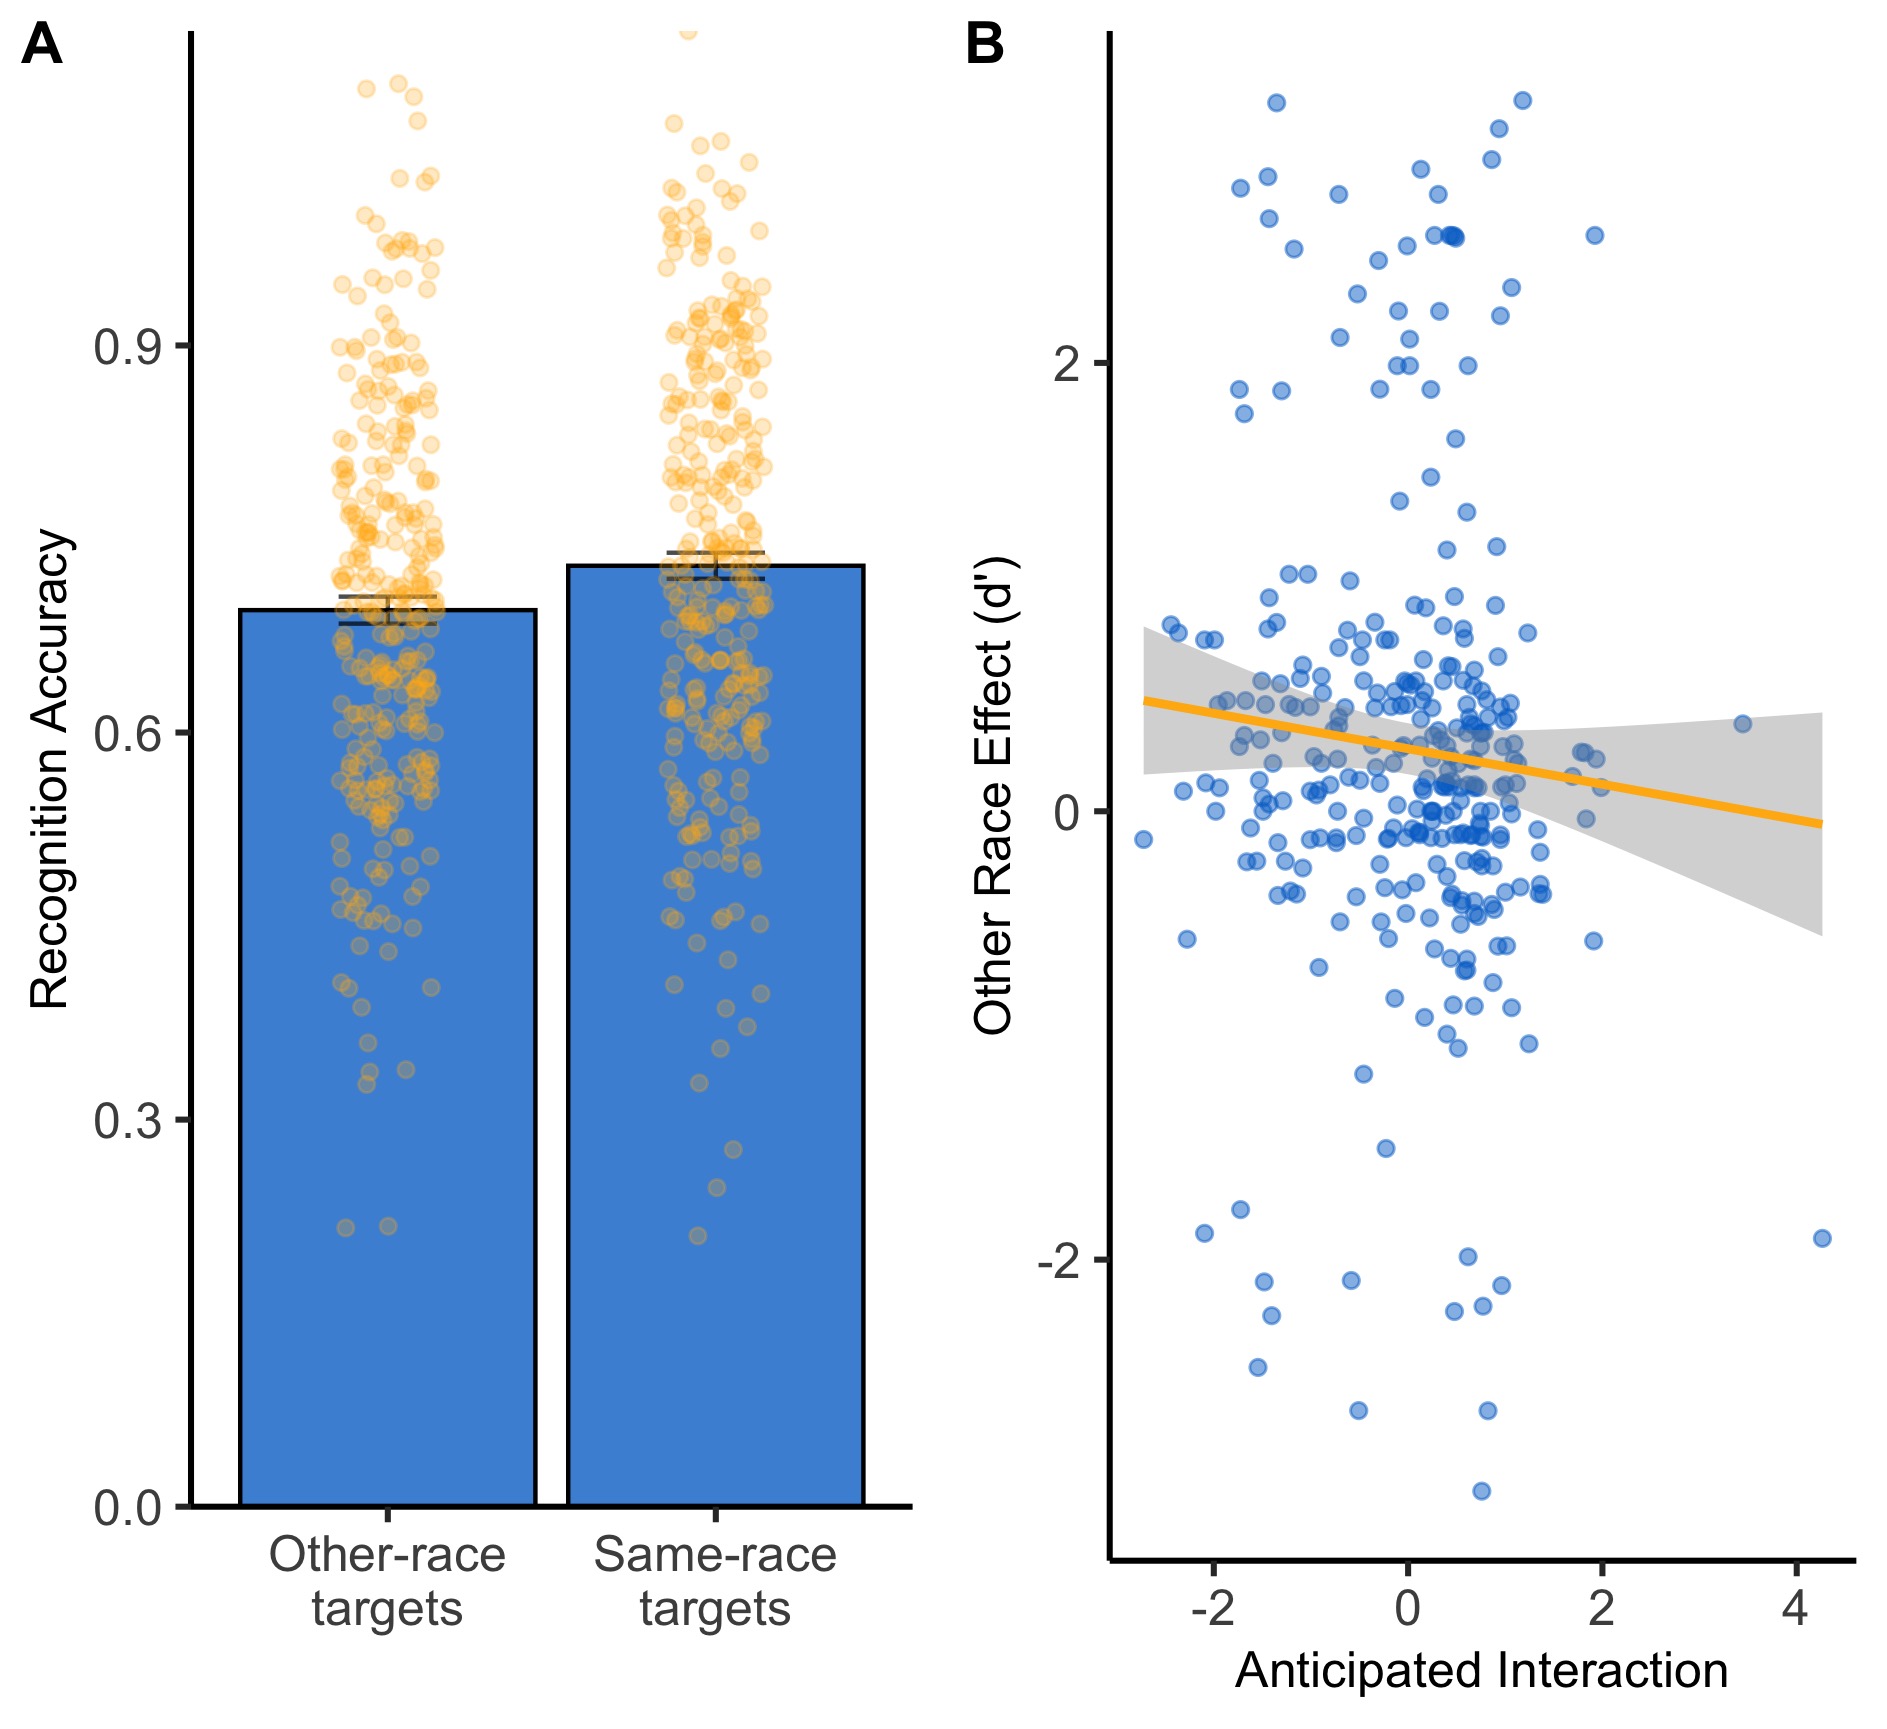 A
Recognition Accuracy
0.9
0.6
0.3
0.0
Other-race
targets
Same-race
targets
B
Other Race Effect (d')
2
0
-2
-2
0
2
4
Anticipated Interaction